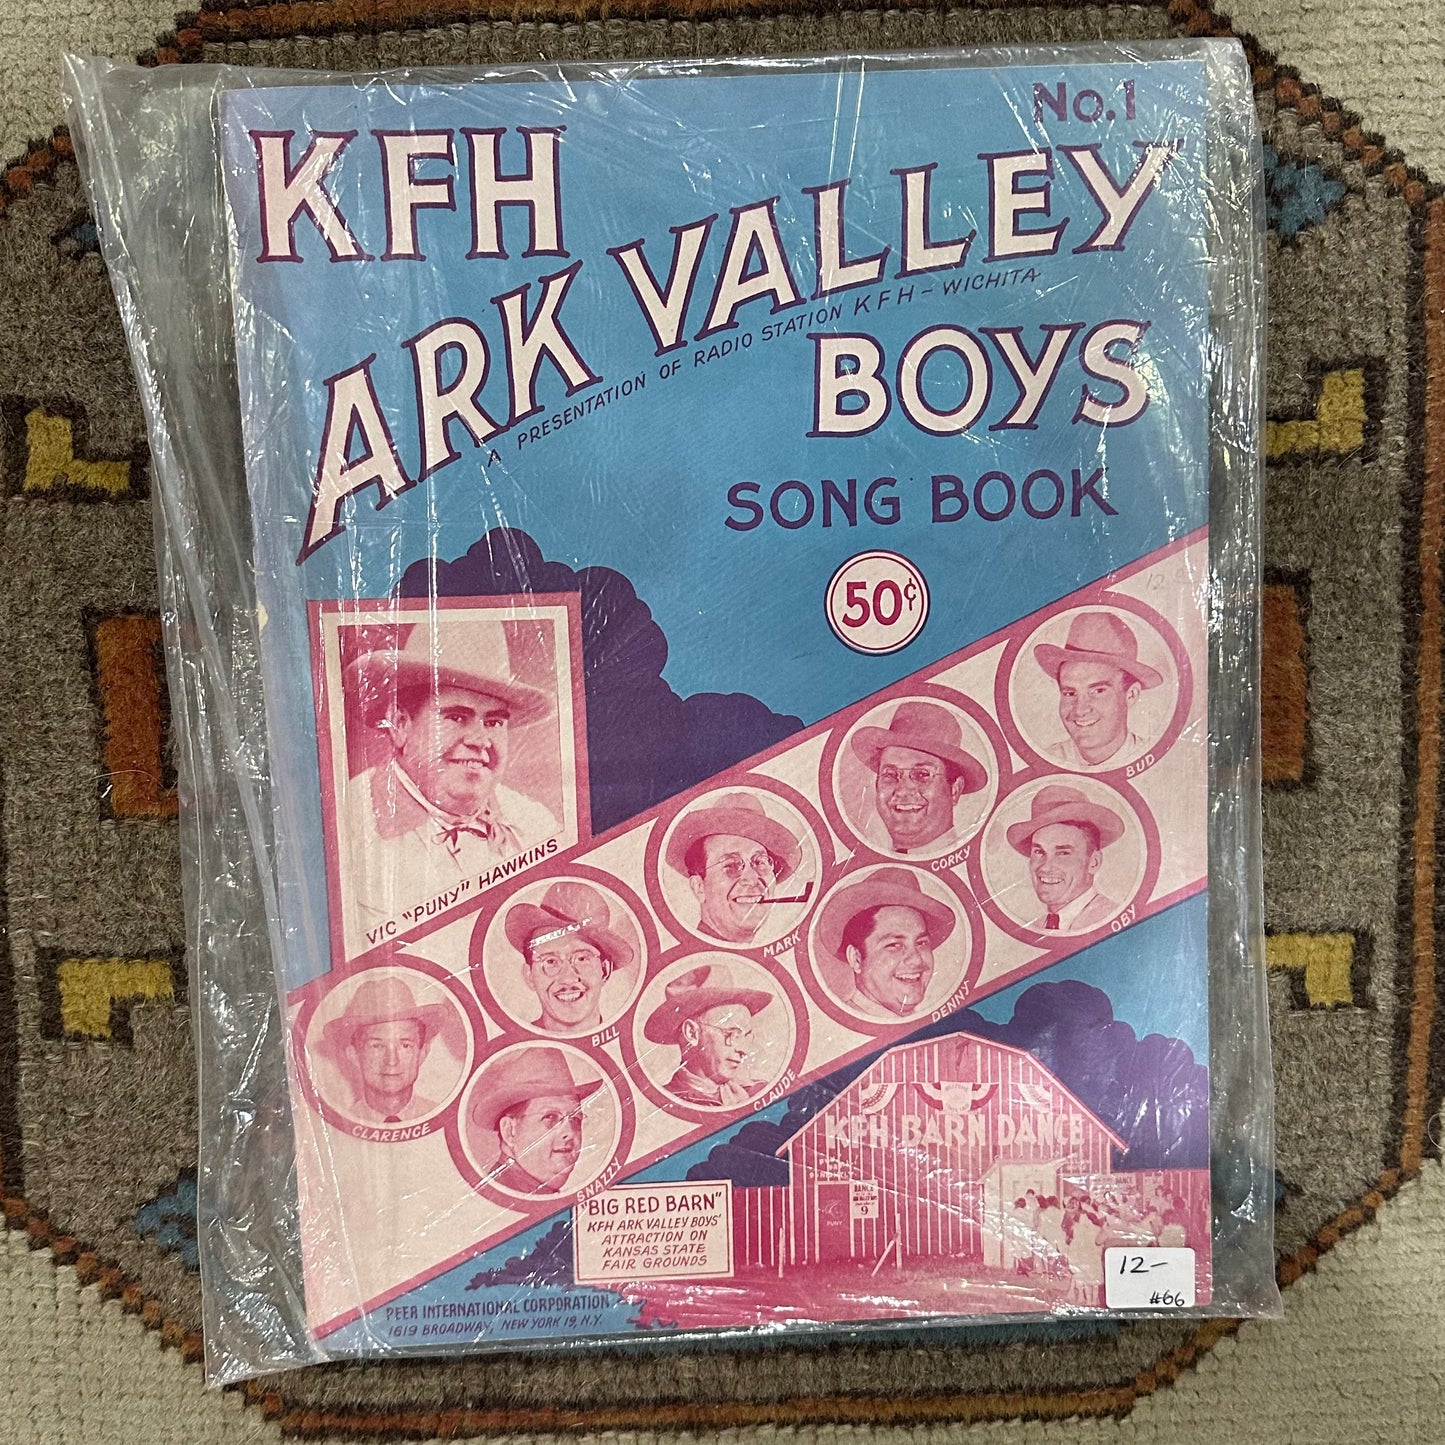 No.1
KFH
ARK VALLEY
BOYS
A PRESENTATION OF RADIO STATION KFH - WICHITA
SONG BOOK
50¢
VIC "PUNY" HAWKINS
BUD
CORKY
OBY
MARK
DENNY
BILL
CLAUDE
CLARENCE
SNAZZY
KFH BARN DANCE
DANCE
9
"BIG RED BARN"
KFH ARK VALLEY BOYS'
ATTRACTION ON
KANSAS STATE
FAIR GROUNDS
PEER INTERNATIONAL CORPORATION
1619 BROADWAY, NEW YORK 19, N.Y.
12-
#66